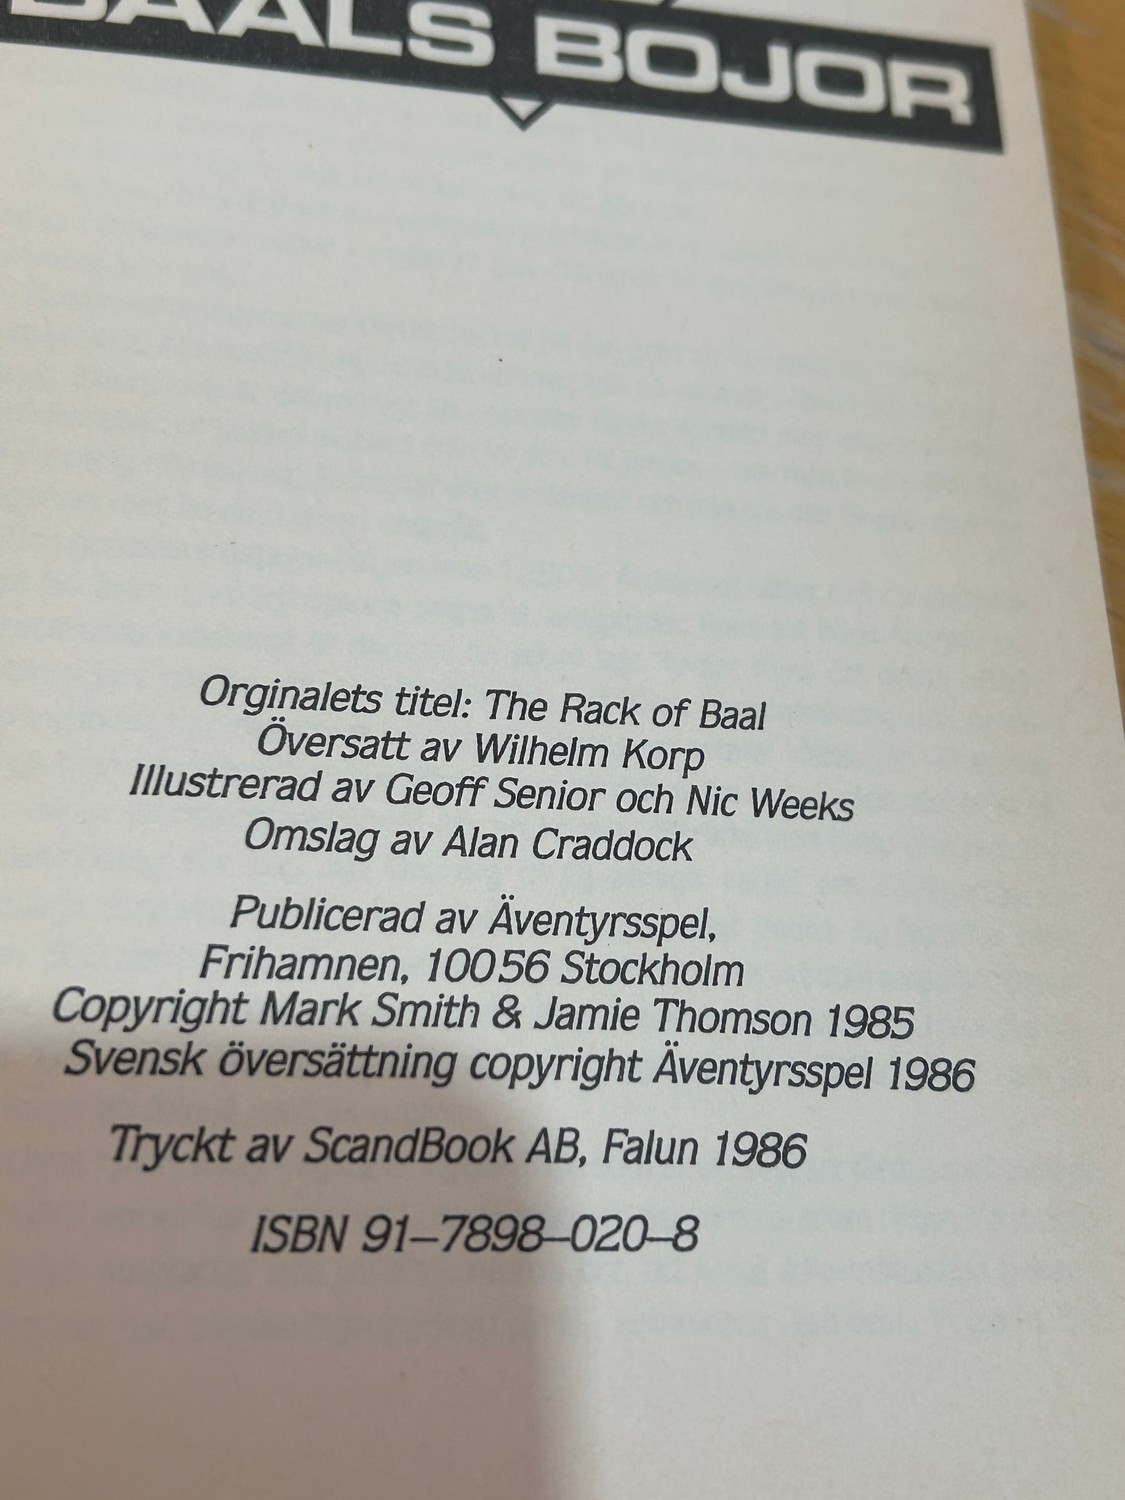 BAALS BOJOR
Orginalets titel: The Rack of Baal
Översatt av Wilhelm Korp
Illustrerad av Geoff Senior och Nic Weeks
Omslag av Alan Craddock
Publicerad av Äventyrsspel,
Frihamnen, 10056 Stockholm
Copyright Mark Smith & Jamie Thomson 1985
Svensk översättning copyright Äventyrsspel 1986
Tryckt av ScandBook AB, Falun 1986
ISBN 91–7898–020–8